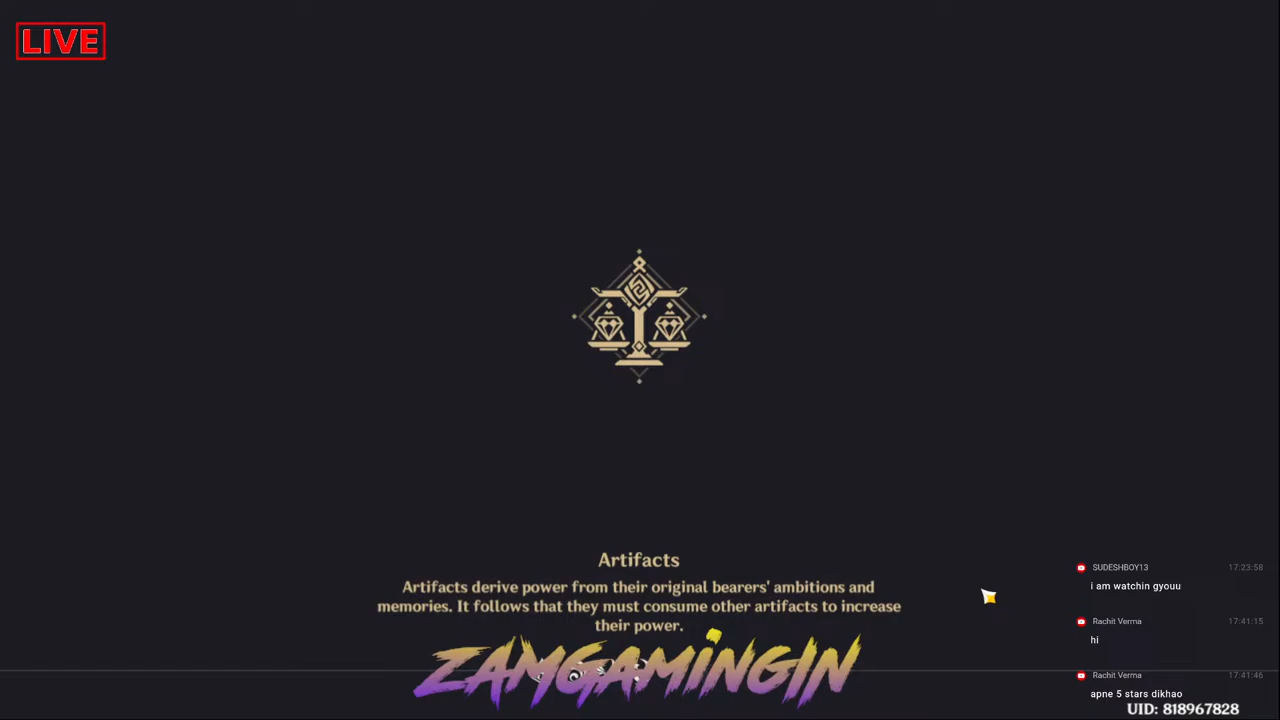 LIVE
Artifacts
Artifacts derive power from their original bearers' ambitions and
memories. It follows that they must consume other artifacts to increase
their power.
ZAMGAMINGIN
SUDESHBOY13 17:23:58
i am watchin gyouu
Rachit Verma 17:41:15
hi
Rachit Verma 17:41:46
apne 5 stars dikhao
UID: 818967828